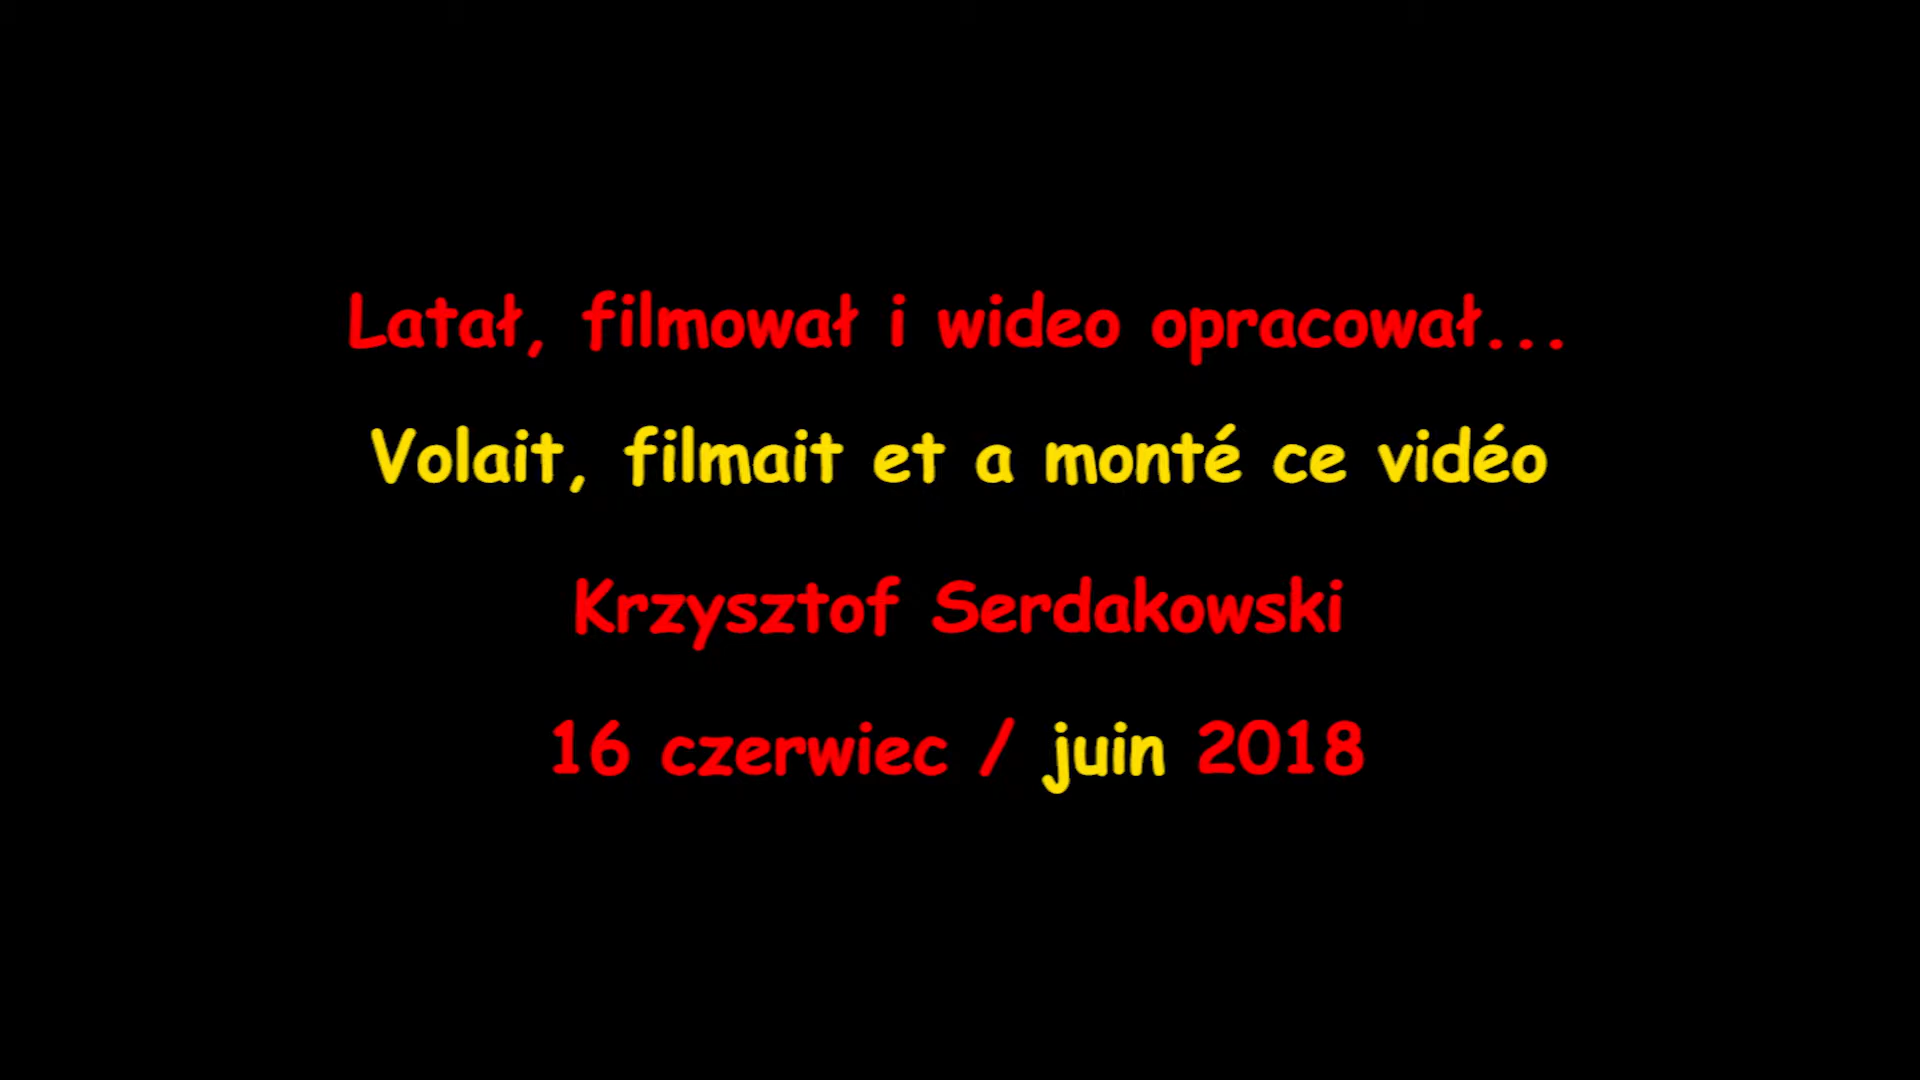 Latał, filmował i wideo opracował...
Volait, filmait et a monté ce vidéo
Krzysztof Serdakowski
16 czerwiec / juin 2018